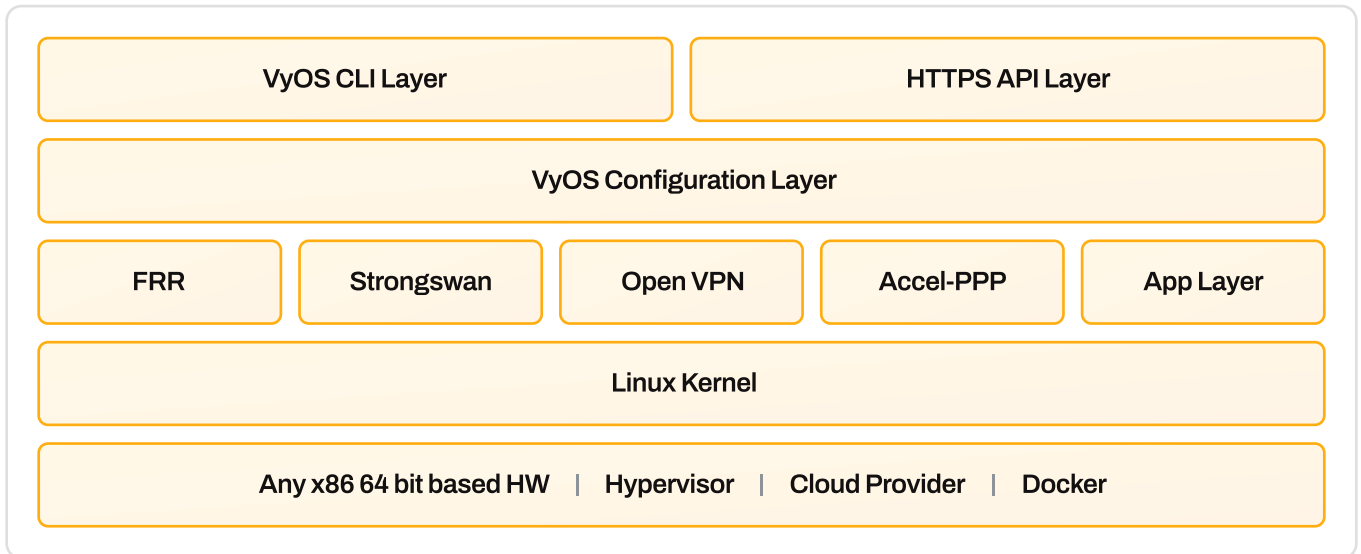 VyOS CLI Layer
HTTPS API Layer
VyOS Configuration Layer
FRR
Strongswan
Open VPN
Accel-PPP
App Layer
Linux Kernel
Any x86 64 bit based HW | Hypervisor | Cloud Provider | Docker